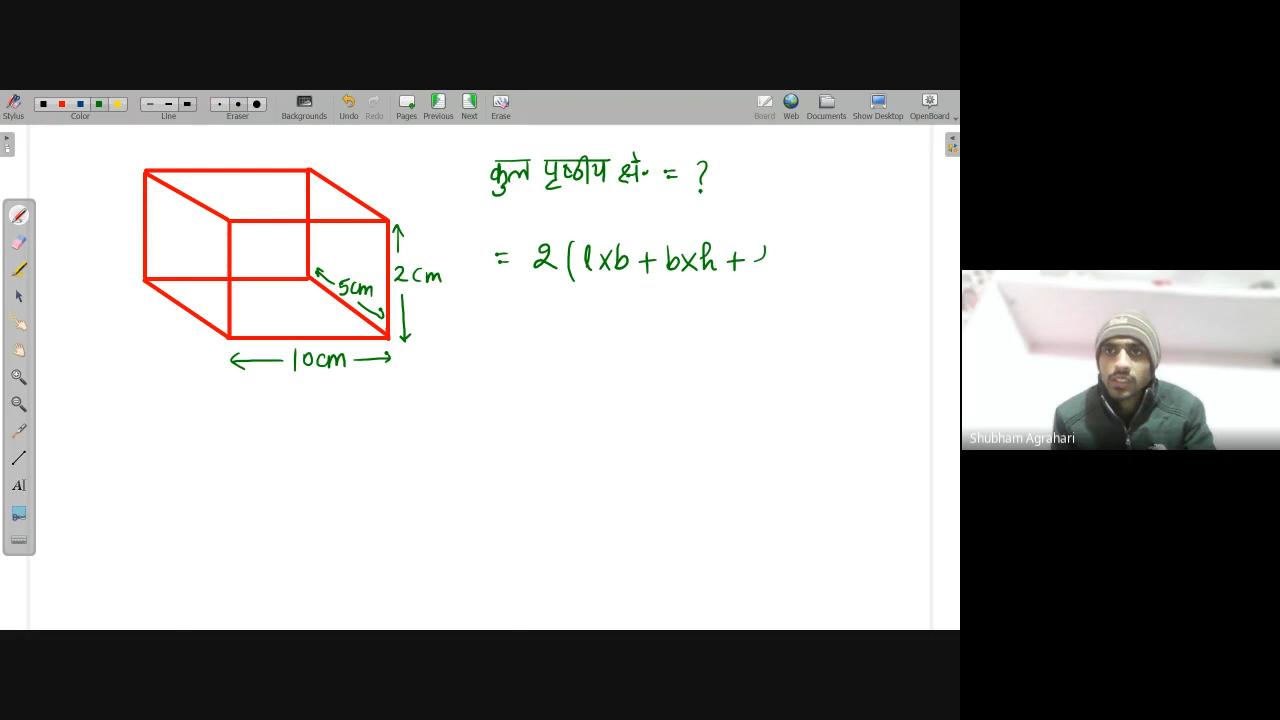 Stylus Color Line Eraser Backgrounds Undo Redo Pages Previous Next Erase Board Web Documents Show Desktop OpenBoard
कुल पृष्ठीय क्षे. = ?
= 2 (l×b + b×h +
2cm
5cm
10cm
AI
Shubham Agrahari